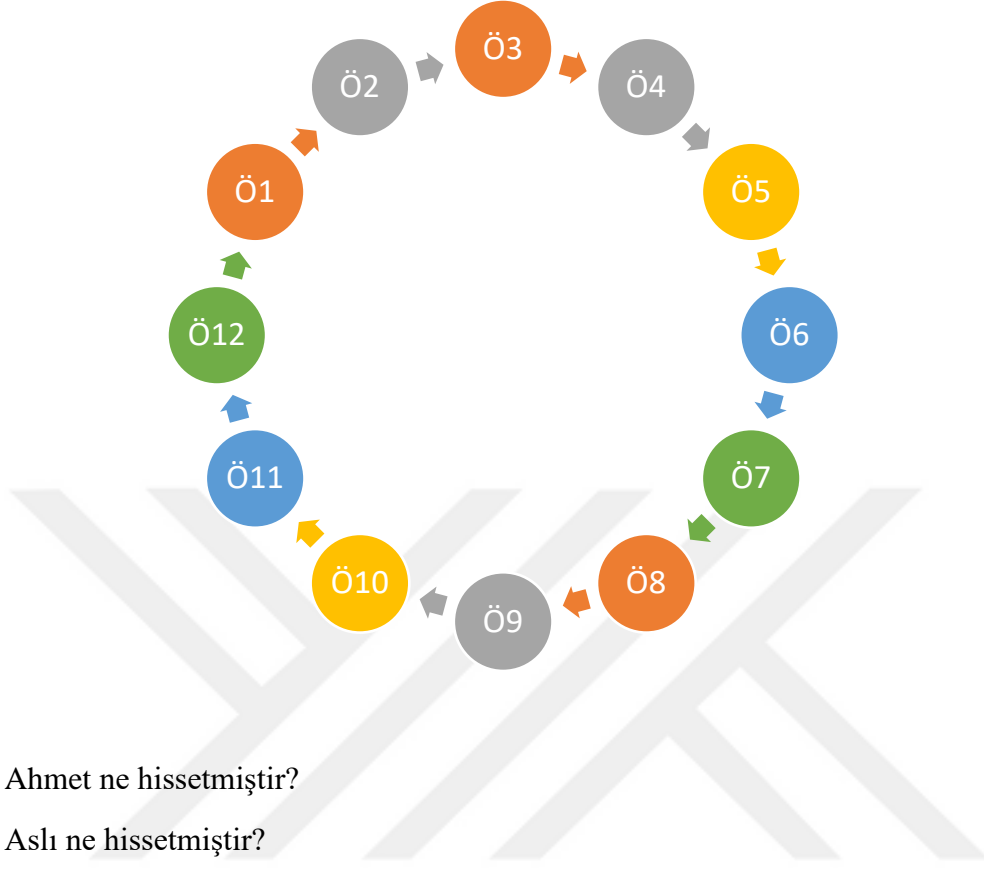 Ö1
Ö2
Ö3
Ö4
Ö5
Ö6
Ö7
Ö8
Ö9
Ö10
Ö11
Ö12
Ahmet ne hissetmiştir?
Aslı ne hissetmiştir?